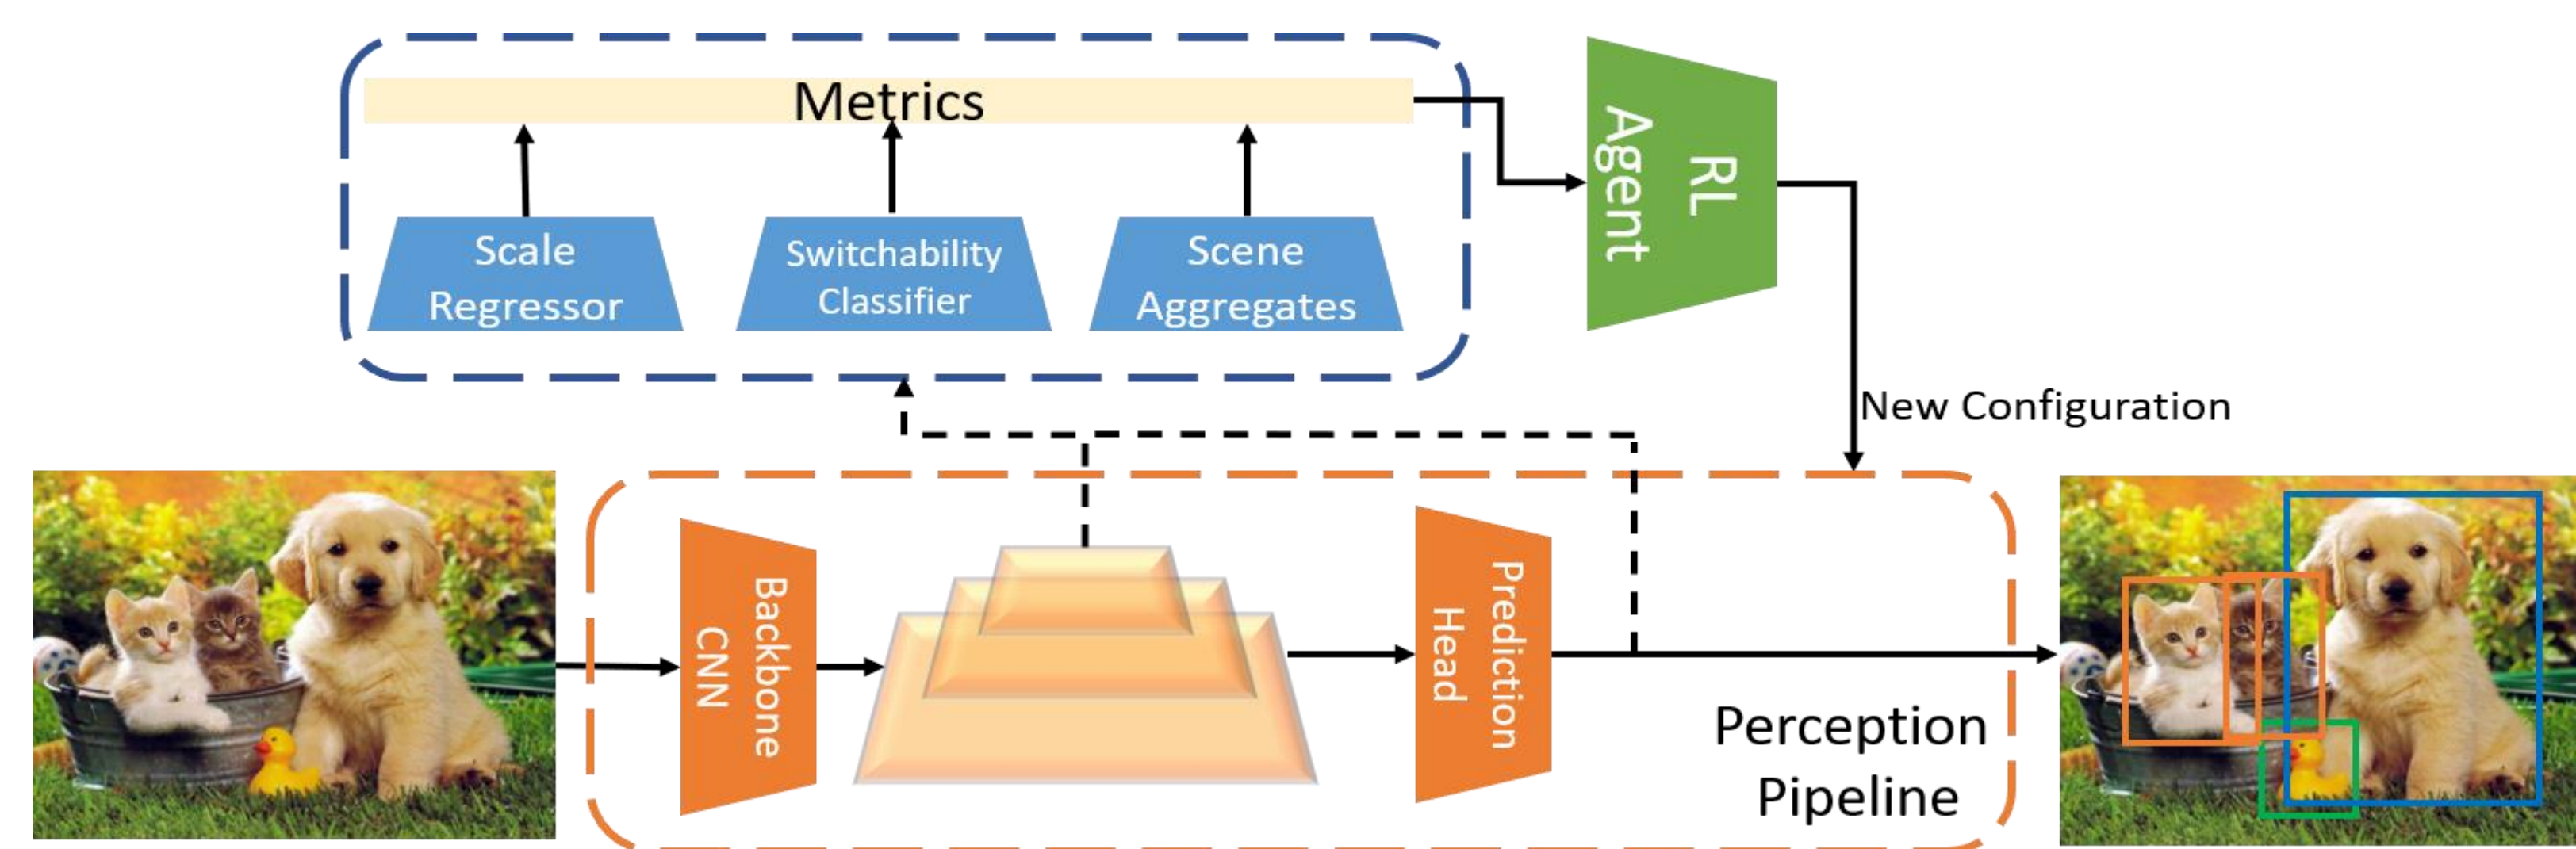 Metrics
Scale
Regressor
Switchability
Classifier
Scene
Aggregates
RL
Agent
New Configuration
Backbone
CNN
Prediction
Head
Perception
Pipeline